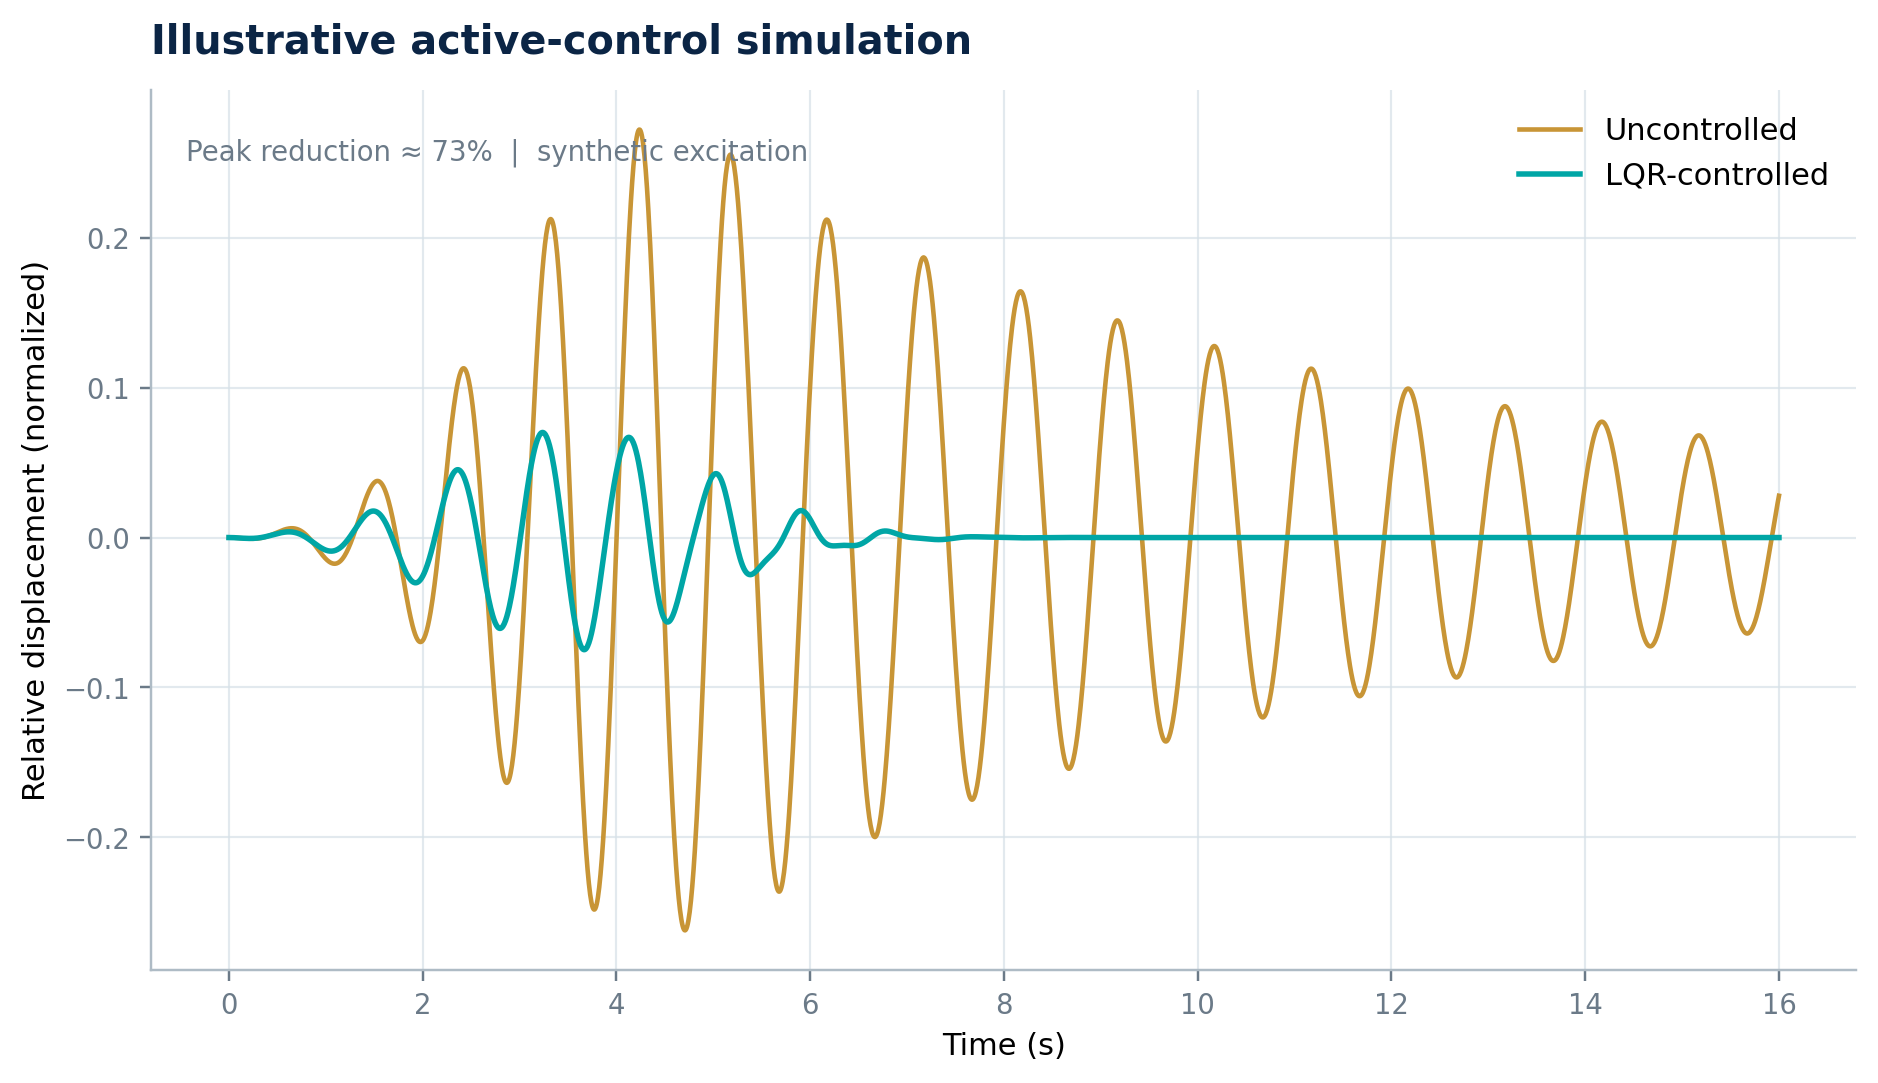 Illustrative active-control simulation
Peak reduction ≈ 73% | synthetic excitation
Uncontrolled
LQR-controlled
Relative displacement (normalized)
0.2
0.1
0.0
−0.1
−0.2
0 2 4 6 8 10 12 14 16
Time (s)